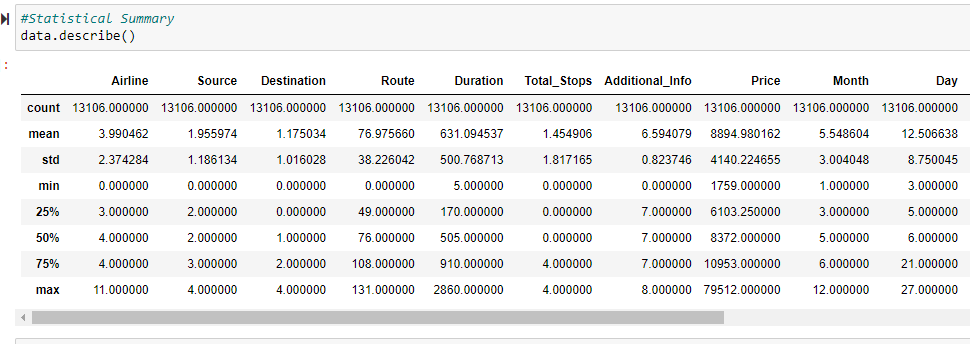 #Statistical Summary
data.describe()
:
Airline Source Destination Route Duration Total_Stops Additional_Info Price Month Day
count 13106.000000 13106.000000 13106.000000 13106.000000 13106.000000 13106.000000 13106.000000 13106.000000 13106.000000 13106.000000
mean 3.990462 1.955974 1.175034 76.975660 631.094537 1.454906 6.594079 8894.980162 5.548604 12.506638
std 2.374284 1.186134 1.016028 38.226042 500.768713 1.817165 0.823746 4140.224655 3.004048 8.750045
min 0.000000 0.000000 0.000000 0.000000 5.000000 0.000000 0.000000 1759.000000 1.000000 3.000000
25% 3.000000 2.000000 0.000000 49.000000 170.000000 0.000000 7.000000 6103.250000 3.000000 5.000000
50% 4.000000 2.000000 1.000000 76.000000 505.000000 0.000000 7.000000 8372.000000 5.000000 6.000000
75% 4.000000 3.000000 2.000000 108.000000 910.000000 4.000000 7.000000 10953.000000 6.000000 21.000000
max 11.000000 4.000000 4.000000 131.000000 2860.000000 4.000000 8.000000 79512.000000 12.000000 27.000000